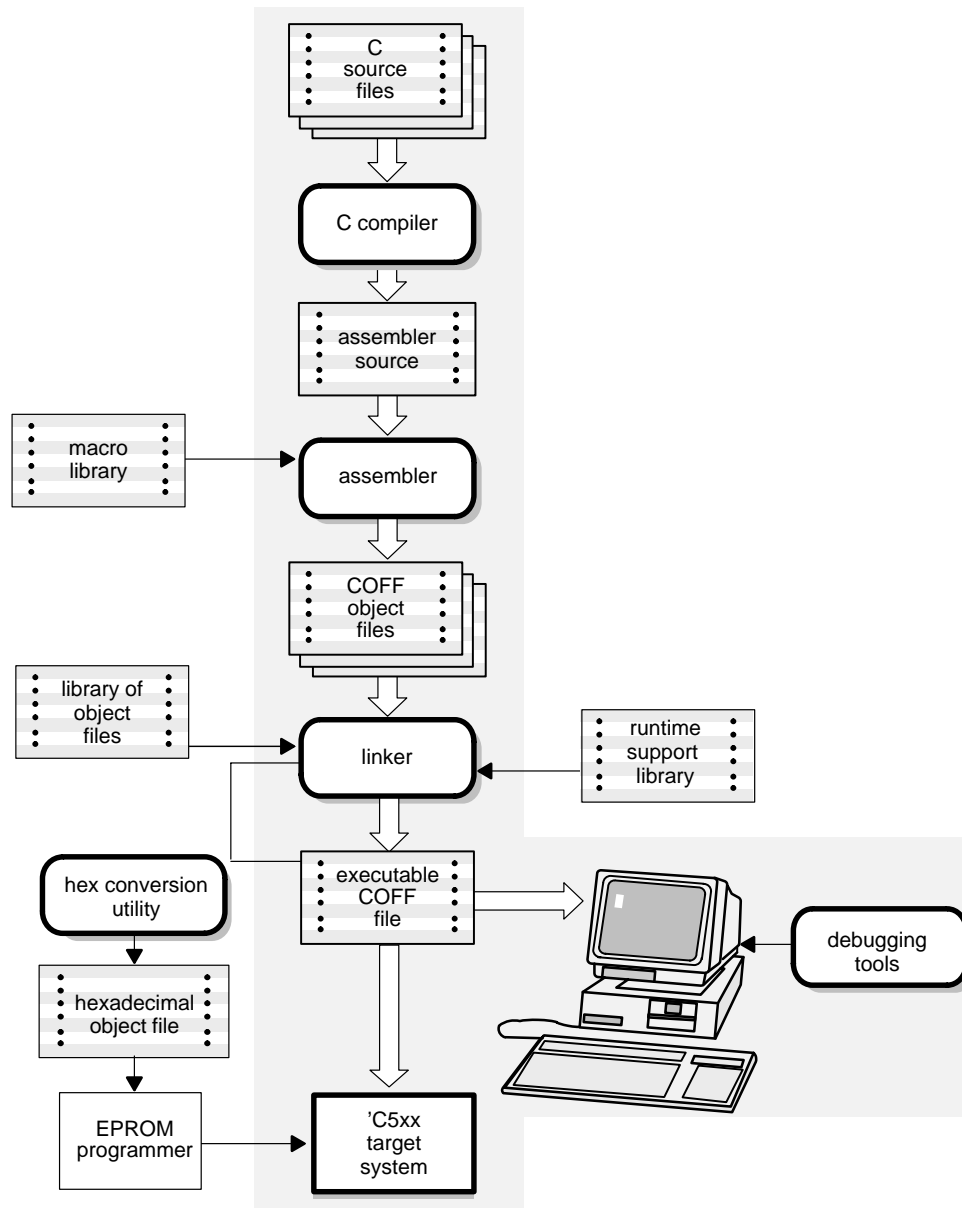 C
source
files
C compiler
assembler
source
macro
library
assembler
COFF
object
files
library of
object
files
linker
runtime
support
library
hex conversion
utility
executable
COFF
file
debugging
tools
hexadecimal
object file
EPROM
programmer
’C5xx
target
system